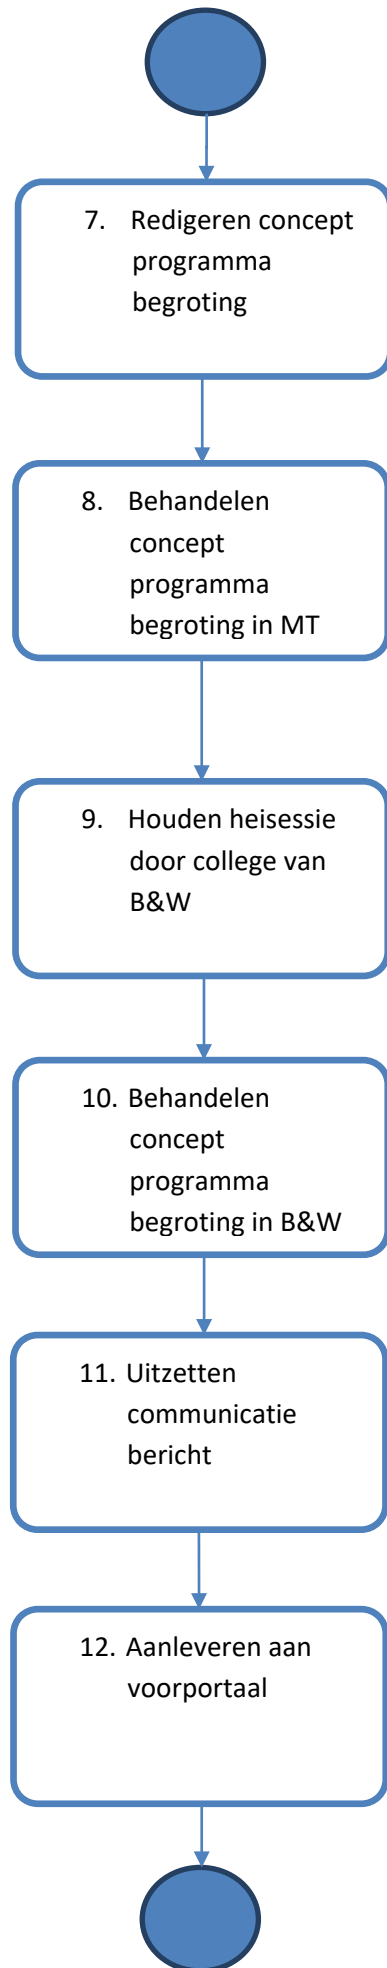 7. Redigeren concept
programma
begroting
8. Behandelen
concept
programma
begroting in MT
9. Houden heisessie
door college van
B&W
10. Behandelen
concept
programma
begroting in B&W
11. Uitzetten
communicatie
bericht
12. Aanleveren aan
voorportaal